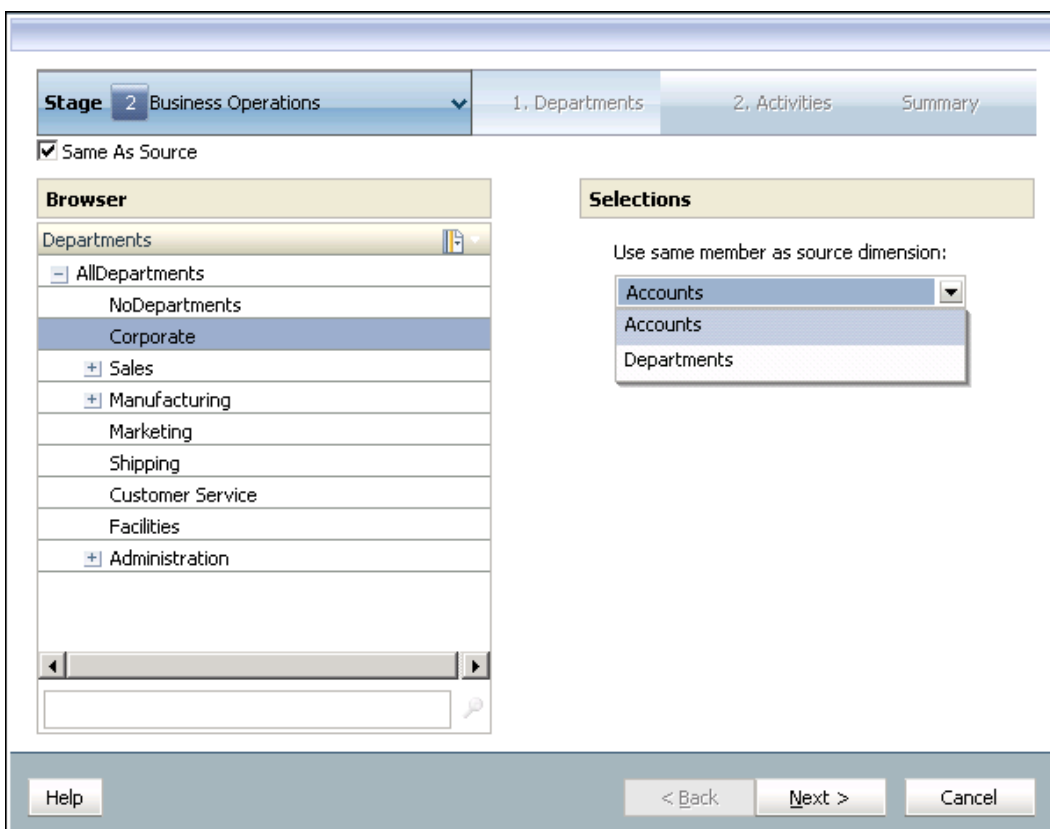 Stage 2 Business Operations 1. Departments 2. Activities Summary
Same As Source
Browser
Departments
AllDepartments
NoDepartments
Corporate
Sales
Manufacturing
Marketing
Shipping
Customer Service
Facilities
Administration
Selections
Use same member as source dimension:
Accounts
Accounts
Departments
Help < Back Next > Cancel